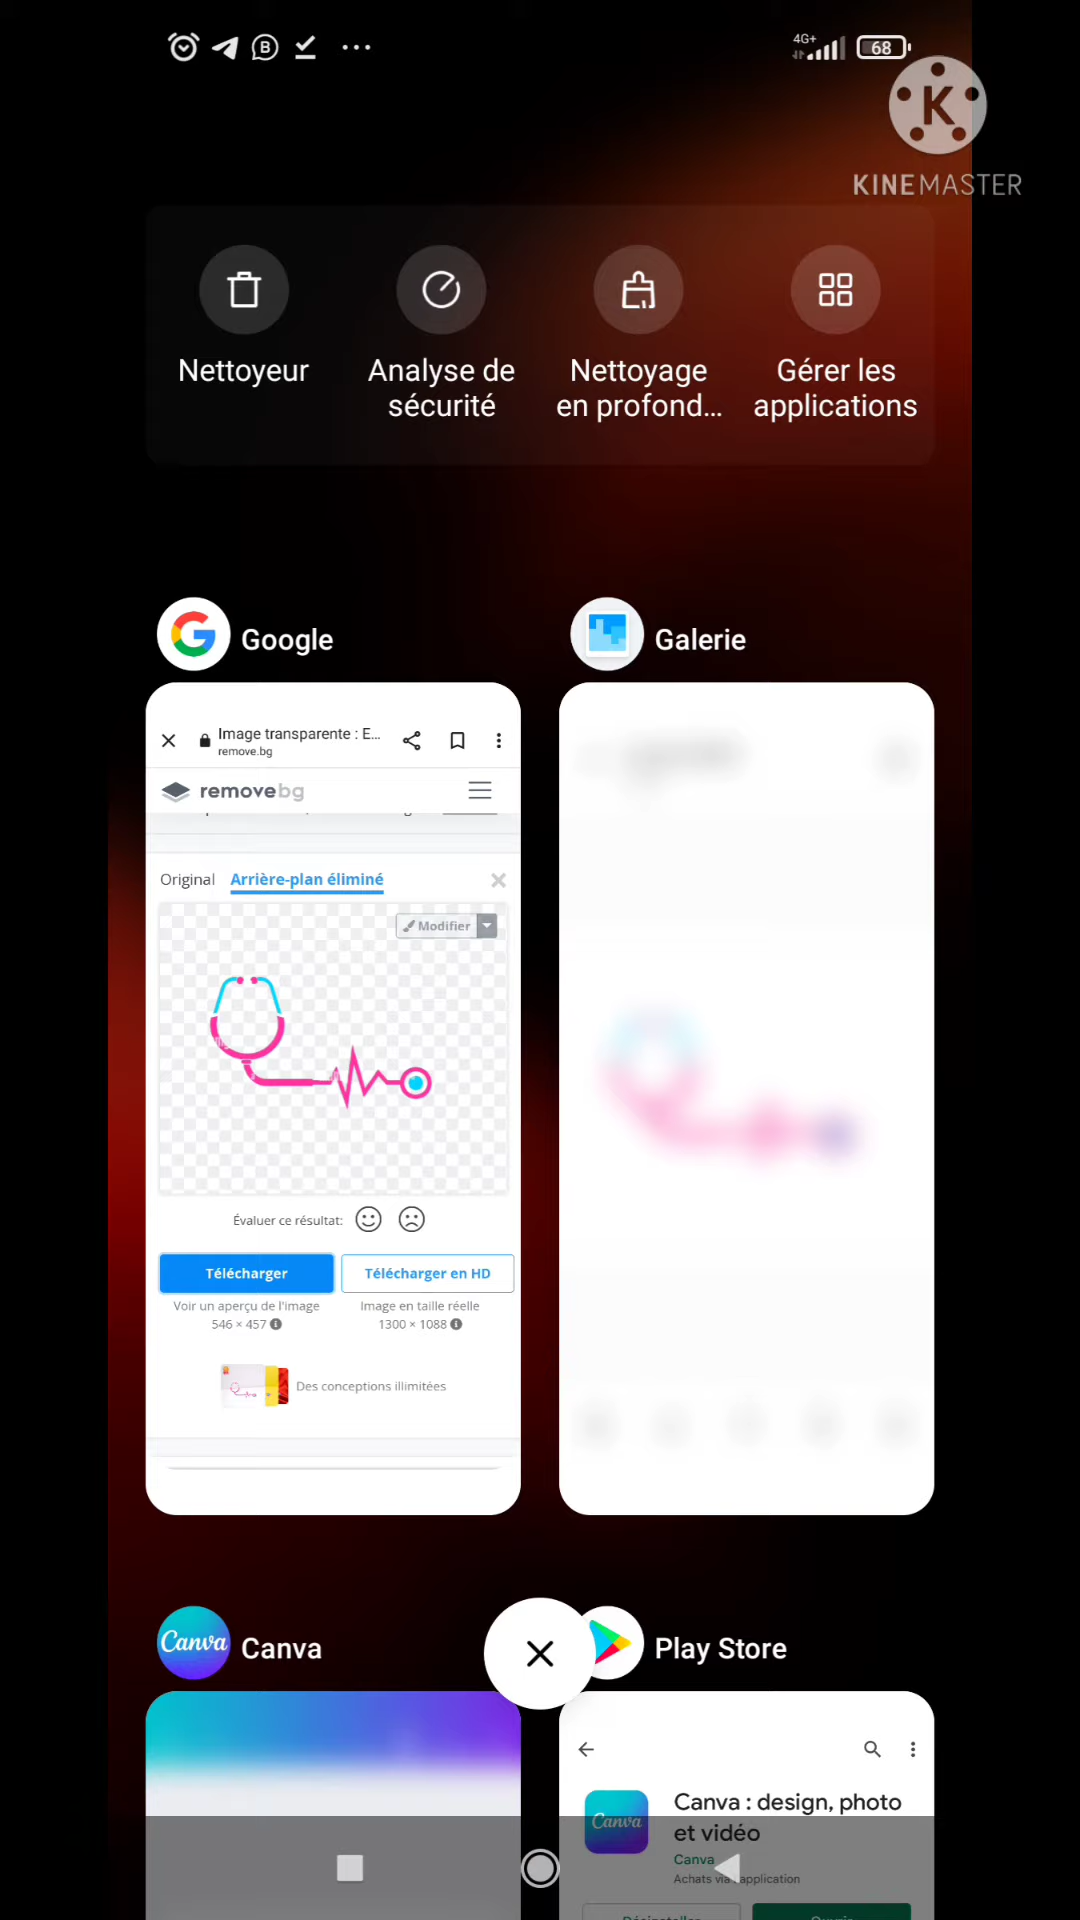 4G+
68
K
KINEMASTER
Nettoyeur
Analyse de
sécurité
Nettoyage
en profond...
Gérer les
applications
Google
Galerie
Image transparente : E...
remove.bg
removebg
Original
Arrière-plan éliminé
Modifier
Évaluer ce résultat:
Télécharger
Télécharger en HD
Voir un aperçu de l'image
546 × 457
Image en taille réelle
1300 × 1088
Des conceptions illimitées
Canva
Canva
Play Store
Canva : design, photo
et vidéo
Canva
Canva
Achats via l'application